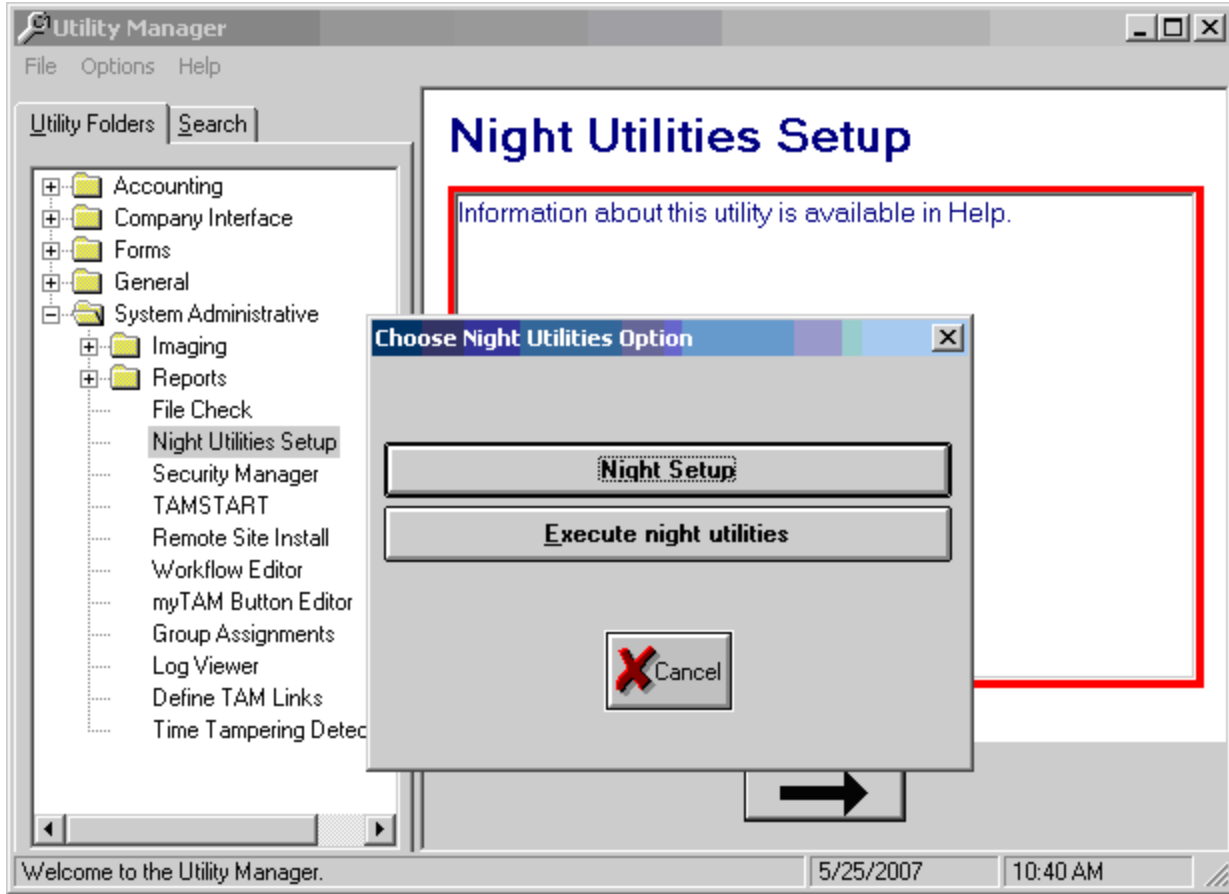 Utility Manager
File Options Help
Utility Folders Search
Accounting
Company Interface
Forms
General
System Administrative
Imaging
Reports
File Check
Night Utilities Setup
Security Manager
TAMSTART
Remote Site Install
Workflow Editor
myTAM Button Editor
Group Assignments
Log Viewer
Define TAM Links
Time Tampering Detec
Night Utilities Setup
Information about this utility is available in Help.
Choose Night Utilities Option
Night Setup
Execute night utilities
Cancel
Welcome to the Utility Manager. 5/25/2007 10:40 AM